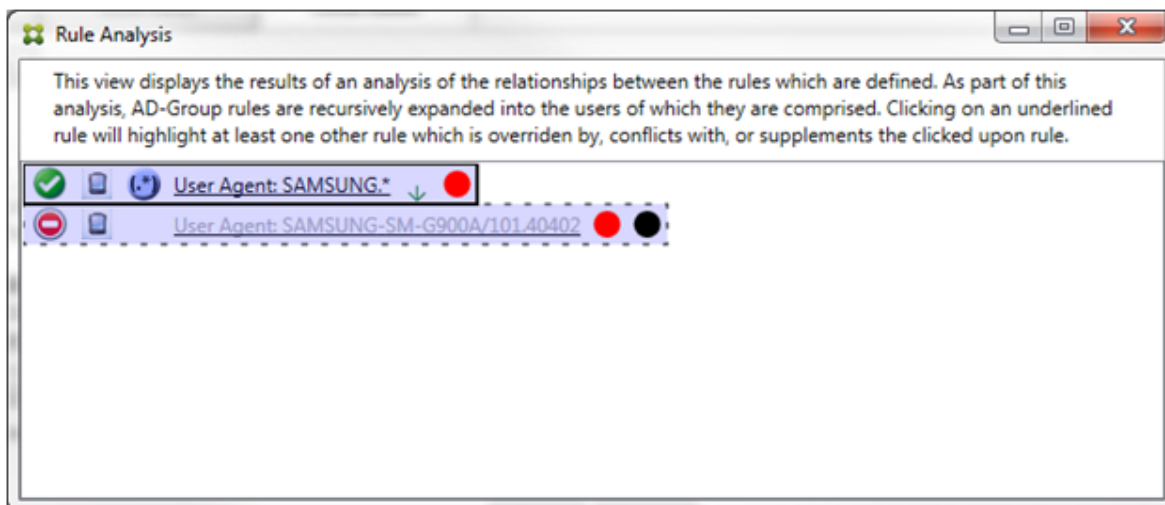 Rule Analysis
This view displays the results of an analysis of the relationships between the rules which are defined. As part of this
analysis, AD-Group rules are recursively expanded into the users of which they are comprised. Clicking on an underlined
rule will highlight at least one other rule which is overriden by, conflicts with, or supplements the clicked upon rule.
(.*) User Agent: SAMSUNG.*
User Agent: SAMSUNG-SM-G900A/101.40402